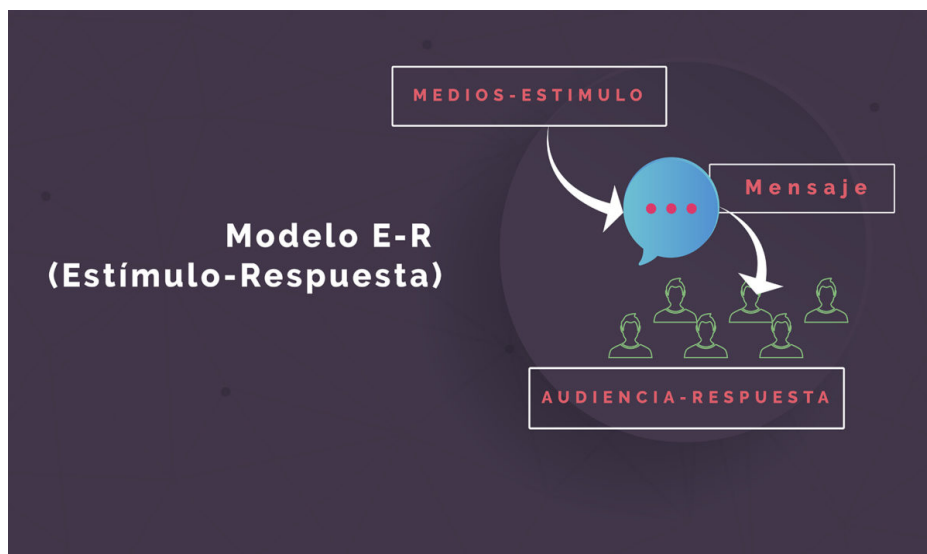 MEDIOS-ESTIMULO
Mensaje
Modelo E-R
(Estímulo-Respuesta)
AUDIENCIA-RESPUESTA